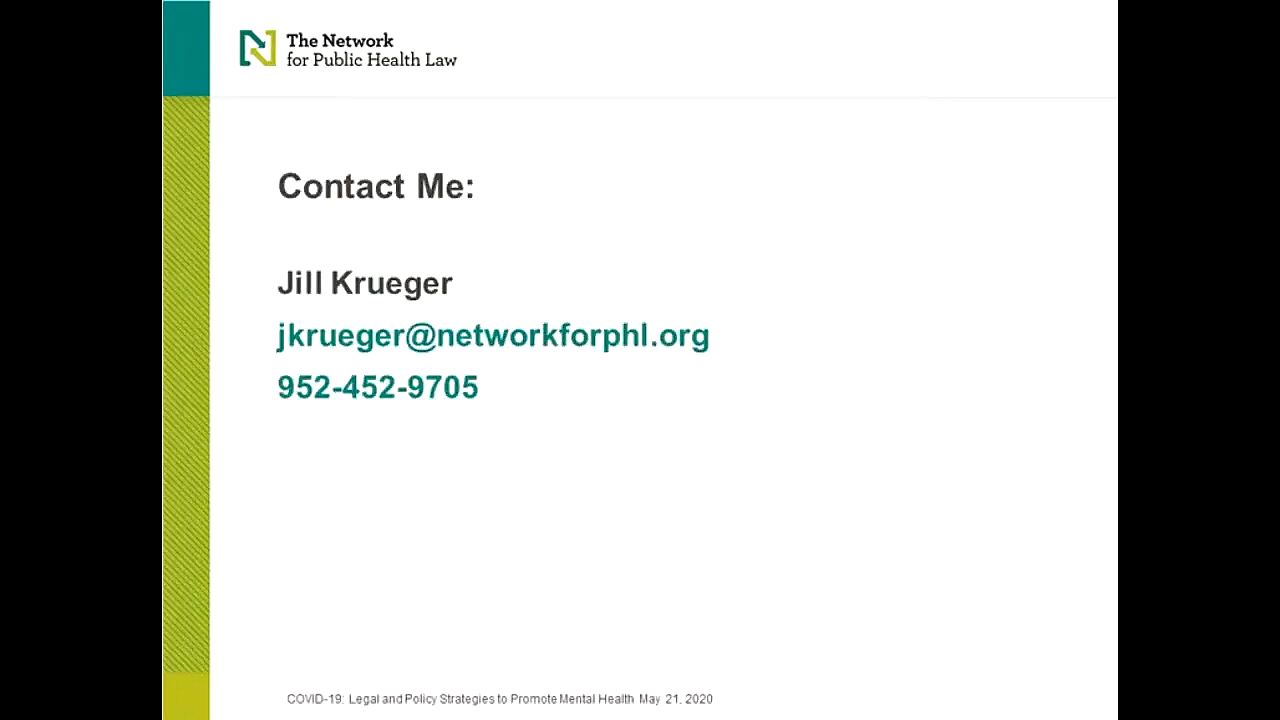 The Network
for Public Health Law
Contact Me:
Jill Krueger
jkrueger@networkforphl.org
952-452-9705
COVID-19: Legal and Policy Strategies to Promote Mental Health May 21, 2020